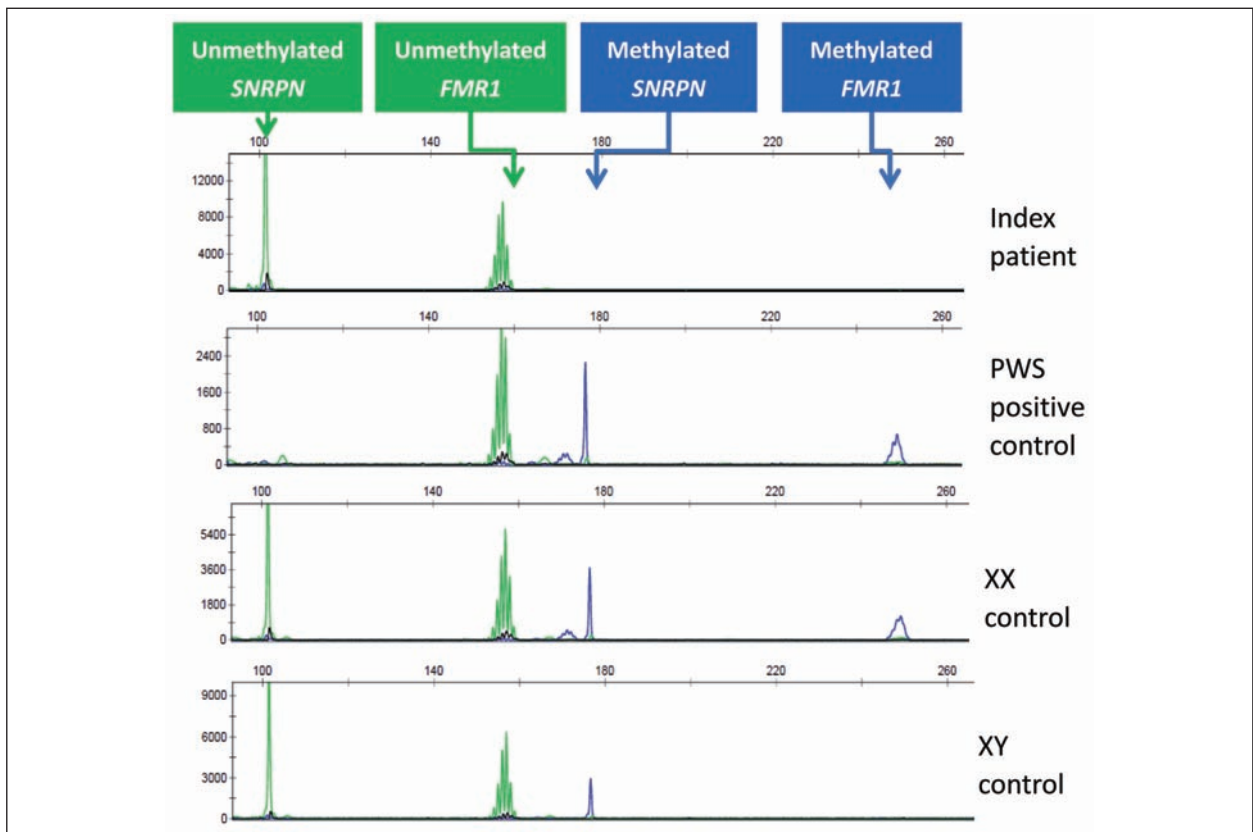 Unmethylated
SNRPN
Unmethylated
FMR1
Methylated
SNRPN
Methylated
FMR1
100 140 180 220 260
12000
8000
4000
0
Index
patient
100 140 180 220 260
2400
1600
800
0
PWS
positive
control
100 140 180 220 260
5400
3600
1800
0
XX
control
100 140 180 220 260
9000
6000
3000
0
XY
control